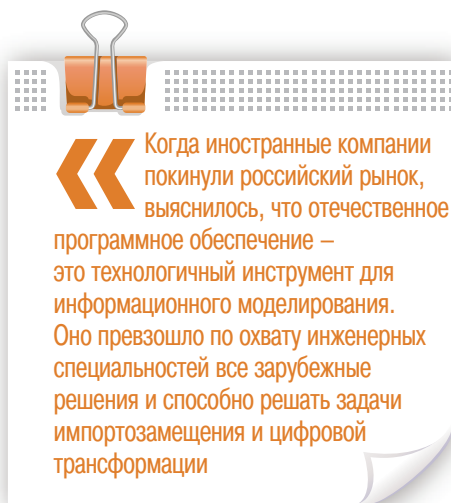 « Когда иностранные компании
покинули российский рынок,
выяснилось, что отечественное
программное обеспечение –
это технологичный инструмент для
информационного моделирования.
Оно превзошло по охвату инженерных
специальностей все зарубежные
решения и способно решать задачи
импортозамещения и цифровой
трансформации